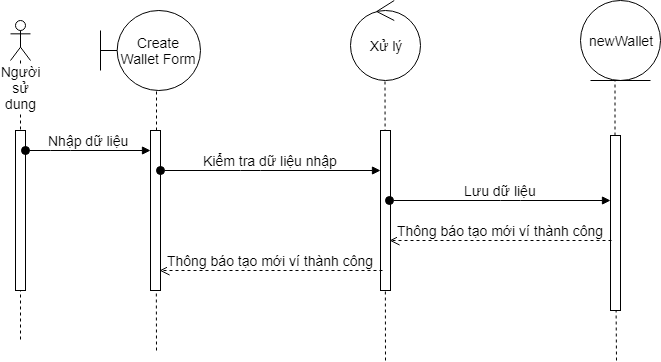 Create
Wallet Form
Xử lý
newWallet
Người
sử
dung
Nhập dữ liệu
Kiểm tra dữ liệu nhập
Lưu dữ liệu
Thông báo tạo mới ví thành công
Thông báo tạo mới ví thành công